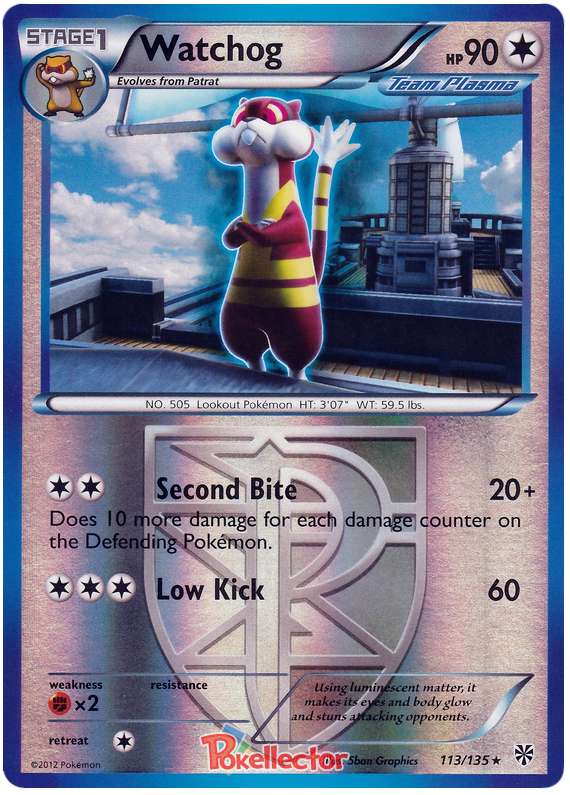 STAGE1
Watchog
HP90
Evolves from Patrat
Team Plasma
NO. 505 Lookout Pokémon HT: 3'07" WT: 59.5 lbs.
Second Bite 20+
Does 10 more damage for each damage counter on
the Defending Pokémon.
Low Kick 60
weakness resistance
×2
Using luminescent matter, it
makes its eyes and body glow
and stuns attacking opponents.
retreat
©2012 Pokémon
Pokellector
5ban Graphics
113/135 ★